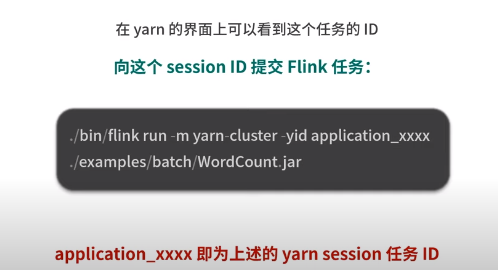 在 yarn 的界面上可以看到这个任务的 ID
向这个 session ID 提交 Flink 任务：
./bin/flink run -m yarn-cluster -yid application_xxxx
./examples/batch/WordCount.jar
application_xxxx 即为上述的 yarn session 任务 ID